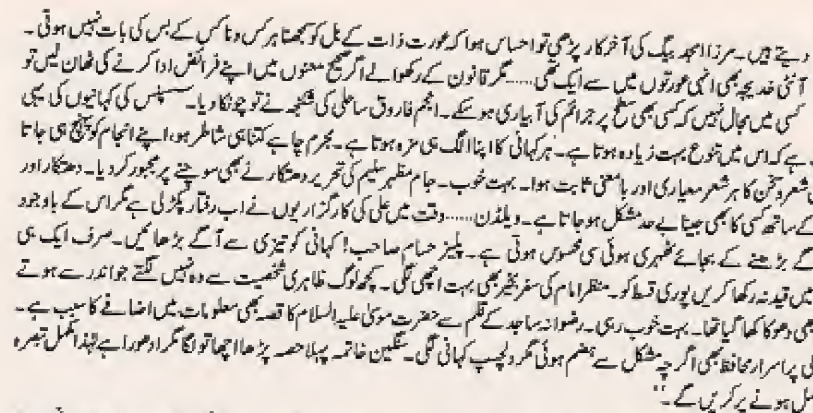 دیتے ہیں۔ مرزا امجد بیگ کی آخر کار پڑھی تو احساس ہوا کہ عورت ذات کے بل کو سمجھنا ہر کس و ناکس کے بس کی بات نہیں ہوتی۔
آنٹی خدیجہ بھی انہی عورتوں میں سے ایک تھی...... مگر قانون کے رکھوالے اگر صحیح معنوں میں اپنے فرائض ادا کرنے کی ٹھان لیں تو
کسی میں مجال نہیں کہ کسی بھی سطح پر جرائم کی آبیاری ہو سکے۔ انجم فاروق ساحلی کی شکنجہ نے تو چونکا دیا۔ سسپنس کی کہانیوں کی یہی
ہے کہ اس میں تنوع بہت زیادہ ہوتا ہے۔ ہر کہانی کا اپنا الگ ہی مزہ ہوتا ہے۔ مجرم چاہے کتنا ہی شاطر ہو، اپنے انجام کو پہنچ ہی جاتا
شعر و سخن کا ہر شعر معیاری اور بامعنی ثابت ہوا۔ بہت خوب۔ جام مظہر سلیم کی تحریر دھتکار نے بھی سوچنے پر مجبور کر دیا۔ دھتکار اور
کے ساتھ کسی کا بھی جینا بے حد مشکل ہو جاتا ہے۔ ویلڈن...... وقت میں علی کی کارگزاریوں نے اب رفتار پکڑ لی ہے مگر اس کے باوجود
گے بڑھنے کے بجائے ٹھہری ہوئی سی محسوس ہوتی ہے۔ پلیز حسام صاحب! کہانی کو تیزی سے آگے بڑھائیں۔ صرف ایک ہی
میں قید نہ رکھا کریں پوری قسط کو۔ منظر امام کی سفر بخیر بھی بہت اچھی لگی۔ کچھ لوگ ظاہری شخصیت سے وہ نہیں لگتے جو اندر سے ہوتے
بھی دھوکا کھا گیا تھا۔ بہت خوب رہی۔ رضوانہ ساجد کے قلم سے حضرت موسیٰ علیہ السلام کا قصہ بھی معلومات میں اضافے کا سبب ہے۔
کی پراسرار محافظ بھی اگرچہ مشکل سے ہضم ہوئی مگر دلچسپ کہانی لگی۔ سنگین خاتمہ پہلا حصہ پڑھا اچھا تو لگا مگر ادھورا ہے لہٰذا مکمل تبصرہ
مل ہونے پر کریں گے۔"